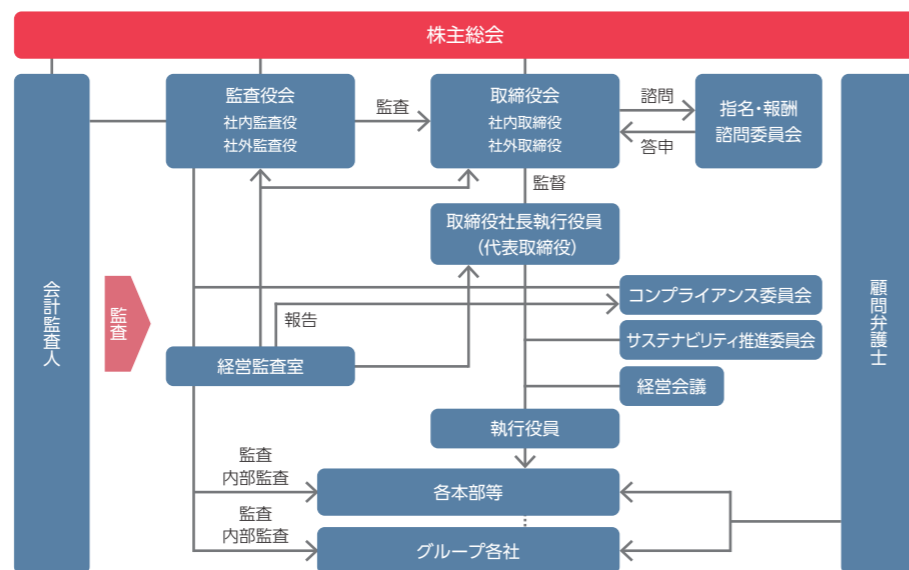 株主総会
監査役会
社内監査役
社外監査役
監査
取締役会
社内取締役
社外取締役
諮問
答申
指名・報酬
諮問委員会
監督
取締役社長執行役員
(代表取締役)
会計監査人
監査
報告
コンプライアンス委員会
顧問弁護士
サステナビリティ推進委員会
経営監査室
経営会議
執行役員
監査
内部監査
各本部等
監査
内部監査
グループ各社